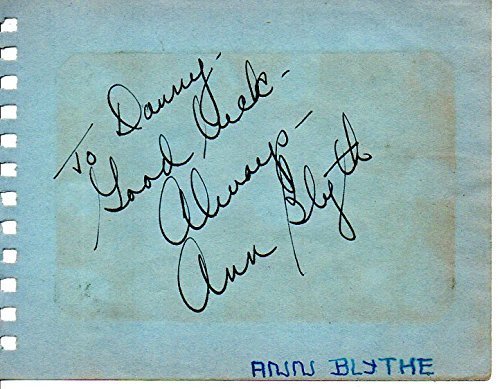 To Danny-
Good Luck-
Always-
Ann Blyth
ANN BLYTHE